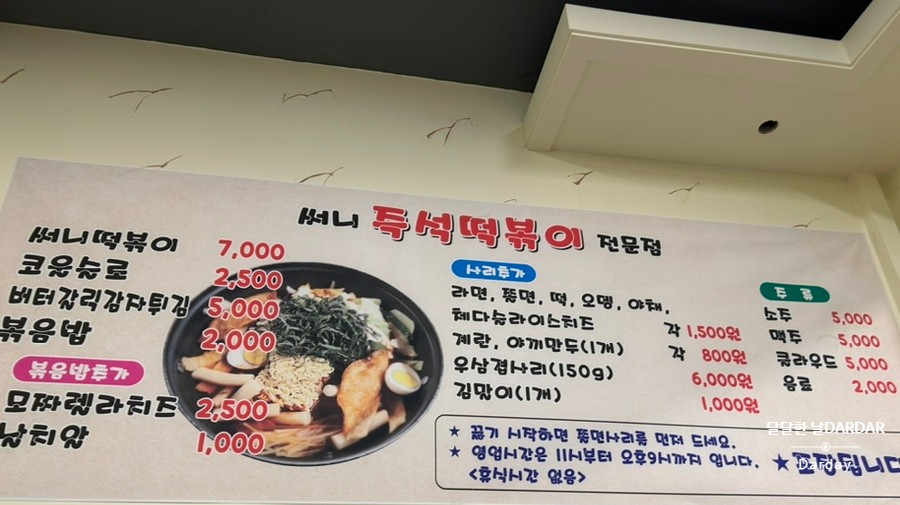 써니 즉석떡볶이 전문점
써니떡볶이 7,000
코울슬로 2,500
버터갈릭감자튀김 5,000
볶음밥 2,000
볶음밥추가
모짜렐라치즈 2,500
날치알 1,000
사리추가
라면, 쫄면, 떡, 오뎅, 야채,
체다슬라이스치즈 각 1,500원
계란, 야끼만두(1개) 각 800원
우삼겹사리(150g) 6,000원
김말이(1개) 1,000원
음 료
소주 5,000
맥주 5,000
클라우드 5,000
음료 2,000
★ 끓기 시작하면 쫄면사리를 먼저 드세요.
★ 영업시간은 11시부터 오후9시까지 입니다.
<휴식시간 없음>
★포장됩니다
달달한 날DARDAR
Darday